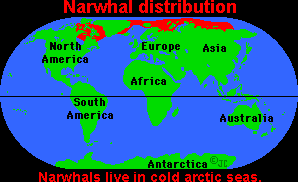 Narwhal distribution
North America
Europe
Asia
Africa
South America
Australia
Antarctica
Narwhals live in cold arctic seas.